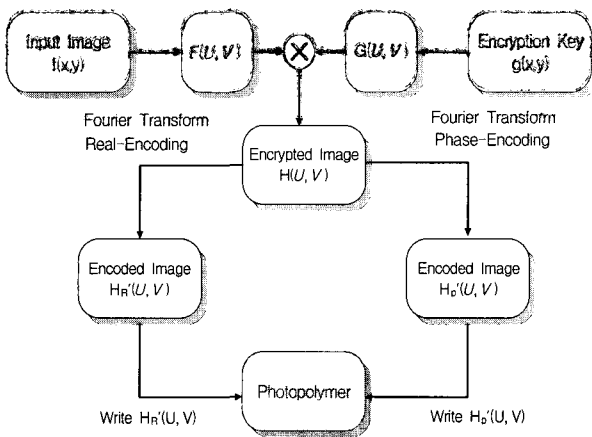 Input Image
f(x,y)
F(U, V)
×
G(U, V)
Encryption Key
g(x,y)
Fourier Transform
Real-Encoding
Fourier Transform
Phase-Encoding
Encrypted Image
H(U, V)
Encoded Image
HR′(U, V)
Encoded Image
Hp′(U, V)
Photopolymer
Write HR′(U, V)
Write Hp′(U, V)